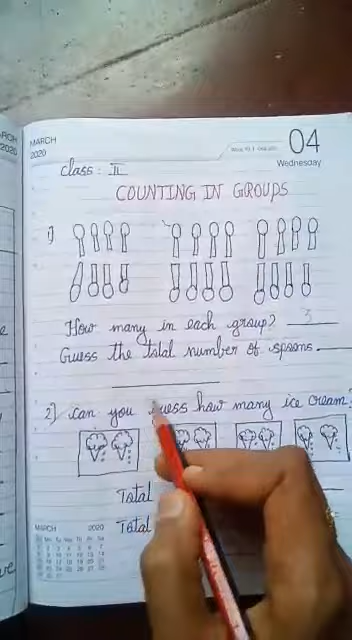 MARCH
2020
04
Wednesday
Class : II
COUNTING IN GROUPS
1)
How many in each group?
Guess the total number of spoons
2) can you guess how many ice cream?
Total
Total
MARCH 2020